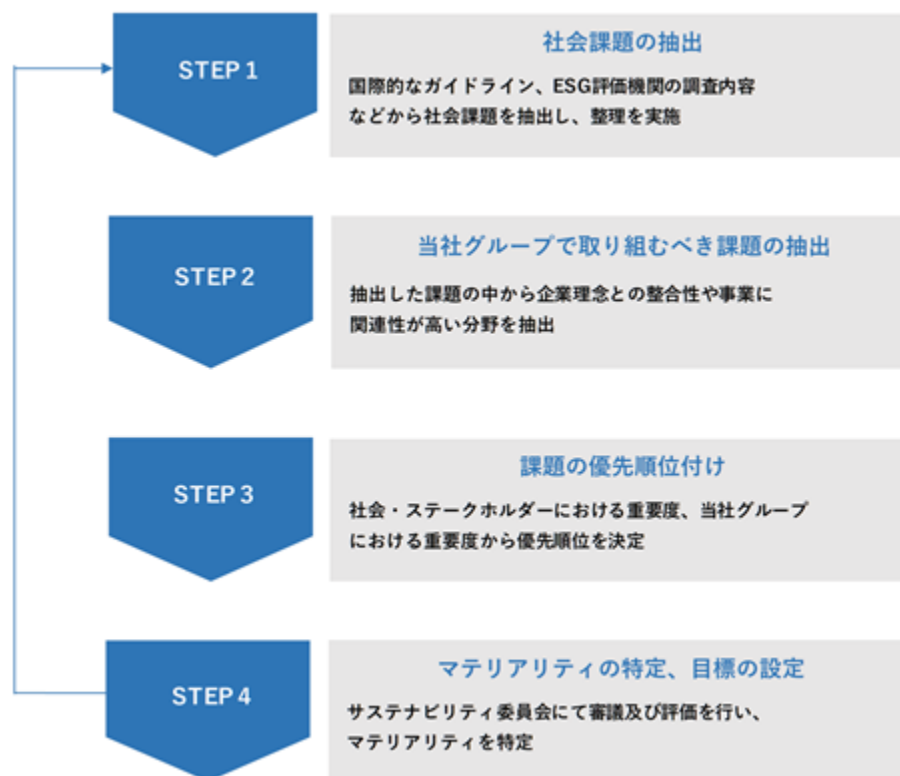 STEP 1
社会課題の抽出
国際的なガイドライン、ESG評価機関の調査内容
などから社会課題を抽出し、整理を実施
STEP 2
当社グループで取り組むべき課題の抽出
抽出した課題の中から企業理念との整合性や事業に
関連性が高い分野を抽出
STEP 3
課題の優先順位付け
社会・ステークホルダーにおける重要度、当社グループ
における重要度から優先順位を決定
STEP 4
マテリアリティの特定、目標の設定
サステナビリティ委員会にて審議及び評価を行い、
マテリアリティを特定